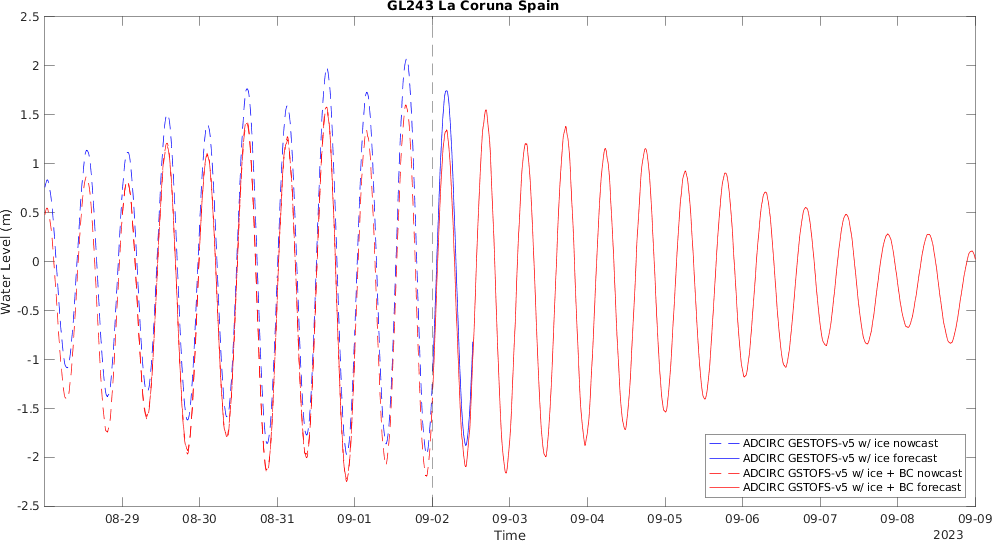 GL243 La Coruna Spain
2.5
2
1.5
1
0.5
0
-0.5
-1
-1.5
-2
-2.5
Water Level (m)
ADCIRC GESTOFS-v5 w/ ice nowcast
ADCIRC GESTOFS-v5 w/ ice forecast
ADCIRC GSTOFS-v5 w/ ice + BC nowcast
ADCIRC GSTOFS-v5 w/ ice + BC forecast
08-29 08-30 08-31 09-01 09-02 09-03 09-04 09-05 09-06 09-07 09-08 09-09
Time
2023